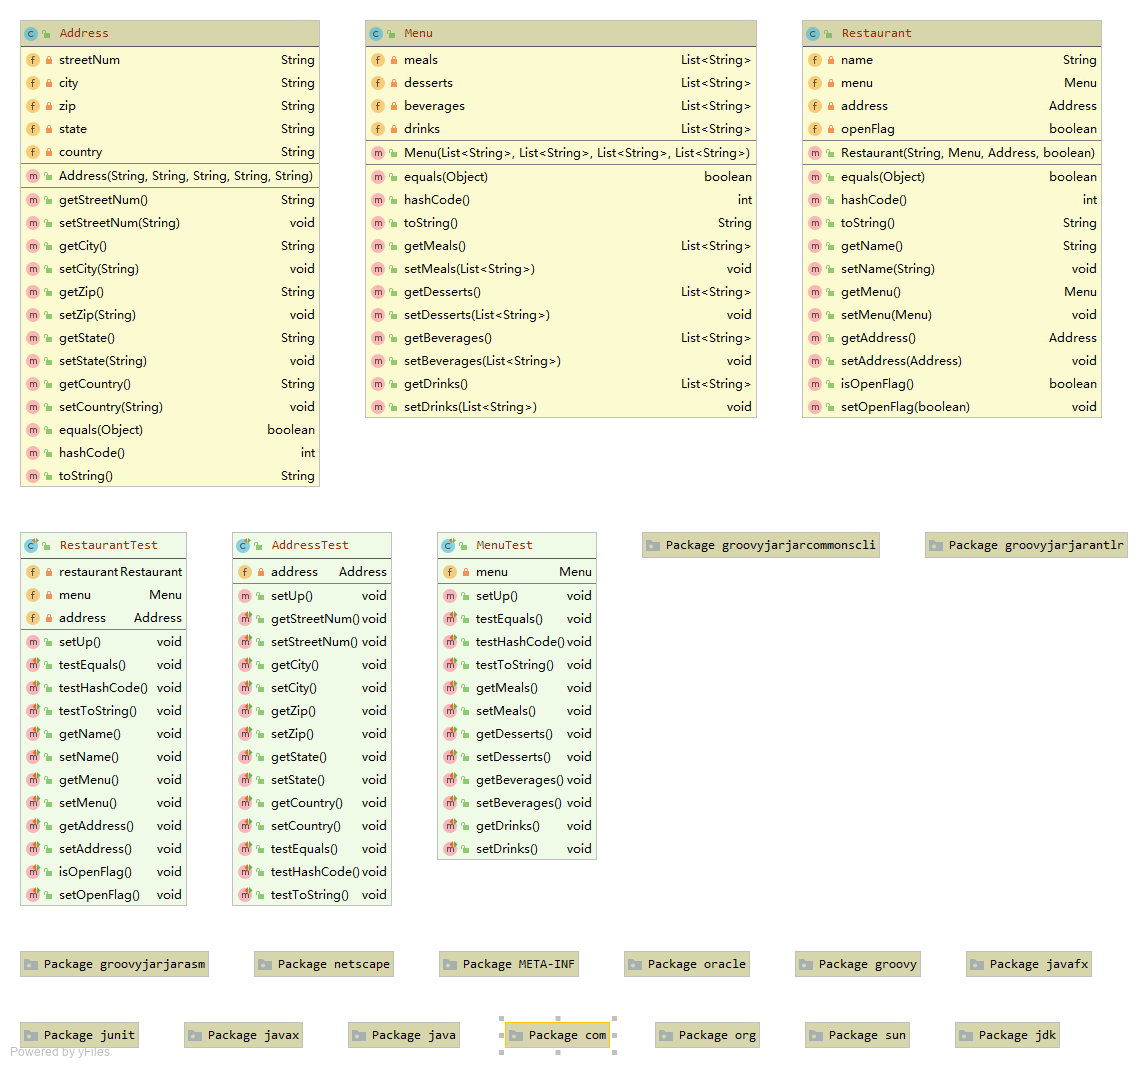 Address
streetNum String
city String
zip String
state String
country String
Address(String, String, String, String, String)
getStreetNum() String
setStreetNum(String) void
getCity() String
setCity(String) void
getZip() String
setZip(String) void
getState() String
setState(String) void
getCountry() String
setCountry(String) void
equals(Object) boolean
hashCode() int
toString() String
Menu
meals List<String>
desserts List<String>
beverages List<String>
drinks List<String>
Menu(List<String>, List<String>, List<String>, List<String>)
equals(Object) boolean
hashCode() int
toString() String
getMeals() List<String>
setMeals(List<String>) void
getDesserts() List<String>
setDesserts(List<String>) void
getBeverages() List<String>
setBeverages(List<String>) void
getDrinks() List<String>
setDrinks(List<String>) void
Restaurant
name String
menu Menu
address Address
openFlag boolean
Restaurant(String, Menu, Address, boolean)
equals(Object) boolean
hashCode() int
toString() String
getName() String
setName(String) void
getMenu() Menu
setMenu(Menu) void
getAddress() Address
setAddress(Address) void
isOpenFlag() boolean
setOpenFlag(boolean) void
RestaurantTest
restaurant Restaurant
menu Menu
address Address
setUp() void
testEquals() void
testHashCode() void
testToString() void
getName() void
setName() void
getMenu() void
setMenu() void
getAddress() void
setAddress() void
isOpenFlag() void
setOpenFlag() void
AddressTest
address Address
setUp() void
getStreetNum() void
setStreetNum() void
getCity() void
setCity() void
getZip() void
setZip() void
getState() void
setState() void
getCountry() void
setCountry() void
testEquals() void
testHashCode() void
testToString() void
MenuTest
menu Menu
setUp() void
testEquals() void
testHashCode() void
testToString() void
getMeals() void
setMeals() void
getDesserts() void
setDesserts() void
getBeverages() void
setBeverages() void
getDrinks() void
setDrinks() void
Package groovyjarjarcommonscli
Package groovyjarjarantlr
Package groovyjarjarasm
Package netscape
Package META-INF
Package oracle
Package groovy
Package javafx
Package junit
Package javax
Package java
Package com
Package org
Package sun
Package jdk
Powered by yFiles